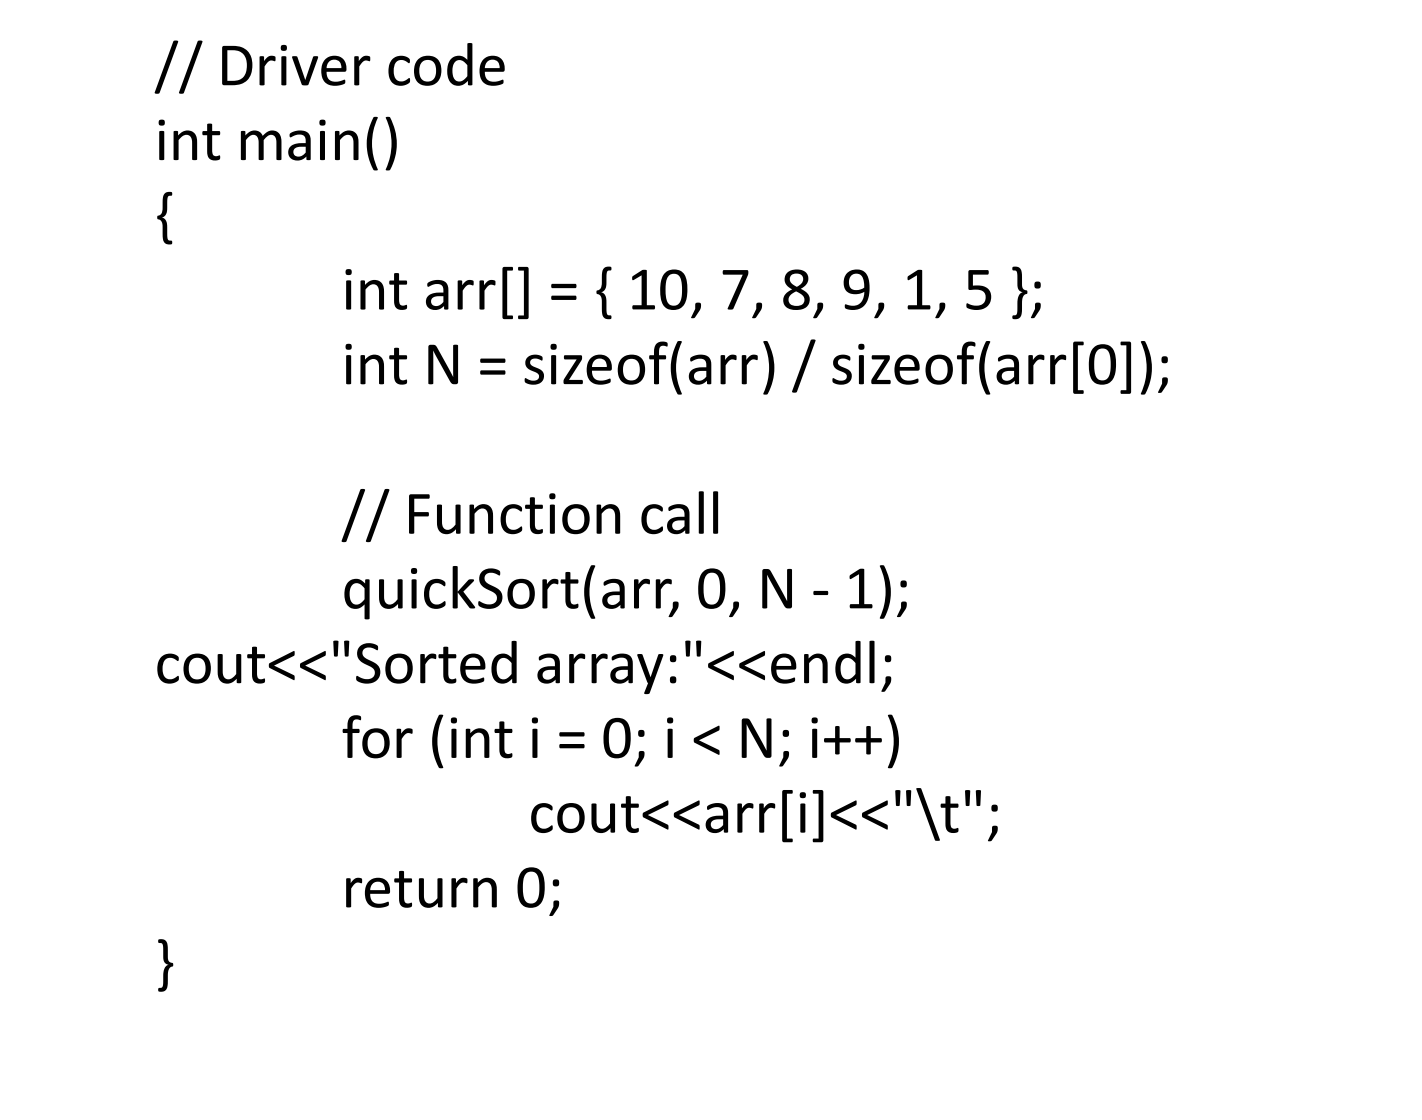 // Driver code
int main()
{
int arr[] = { 10, 7, 8, 9, 1, 5 };
int N = sizeof(arr) / sizeof(arr[0]);
// Function call
quickSort(arr, 0, N - 1);
cout<<"Sorted array:"<<endl;
for (int i = 0; i < N; i++)
cout<<arr[i]<<"\t";
return 0;
}